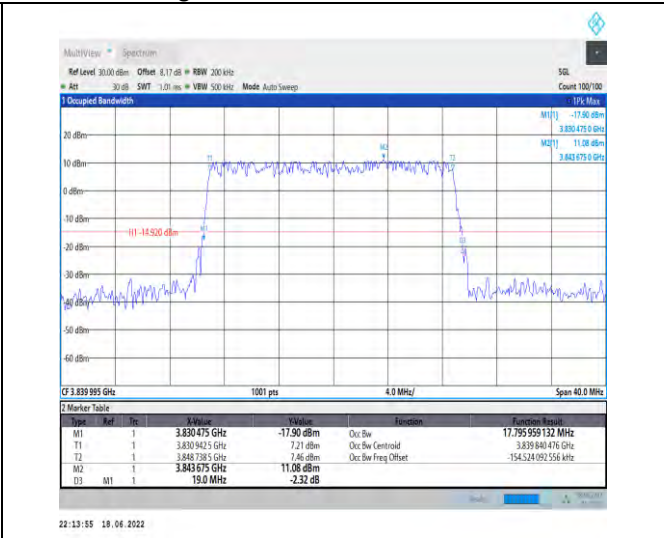 MultiView Spectrum
Ref Level 30.00 dBm Offset 8.17 dB RBW 200 kHz SGL
Att 30 dB SWT 1.01 ms VBW 500 kHz Mode Auto Sweep Count 100/100
1 Occupied Bandwidth 1Pk Max
M1[1] -17.90 dBm
3.830 475 0 GHz
20 dBm M2[1] 11.08 dBm
3.843 675 0 GHz
M2
10 dBm T1 T2
0 dBm
-10 dBm
M1
H1 -14.920 dBm
D3
-20 dBm
-30 dBm
-40 dBm
-50 dBm
-60 dBm
CF 3.839 995 GHz 1001 pts 4.0 MHz/ Span 40.0 MHz
2 Marker Table
Type Ref Trc X-Value Y-Value Function Function Result
M1 1 3.830 475 GHz -17.90 dBm Occ Bw 17.795 959 132 MHz
T1 1 3.830 942 5 GHz 7.21 dBm Occ Bw Centroid 3.839 840 476 GHz
T2 1 3.848 738 5 GHz 7.46 dBm Occ Bw Freq Offset -154.524 092 556 kHz
M2 1 3.843 675 GHz 11.08 dBm
D3 M1 1 19.0 MHz -2.32 dB
22:13:55 18.06.2022